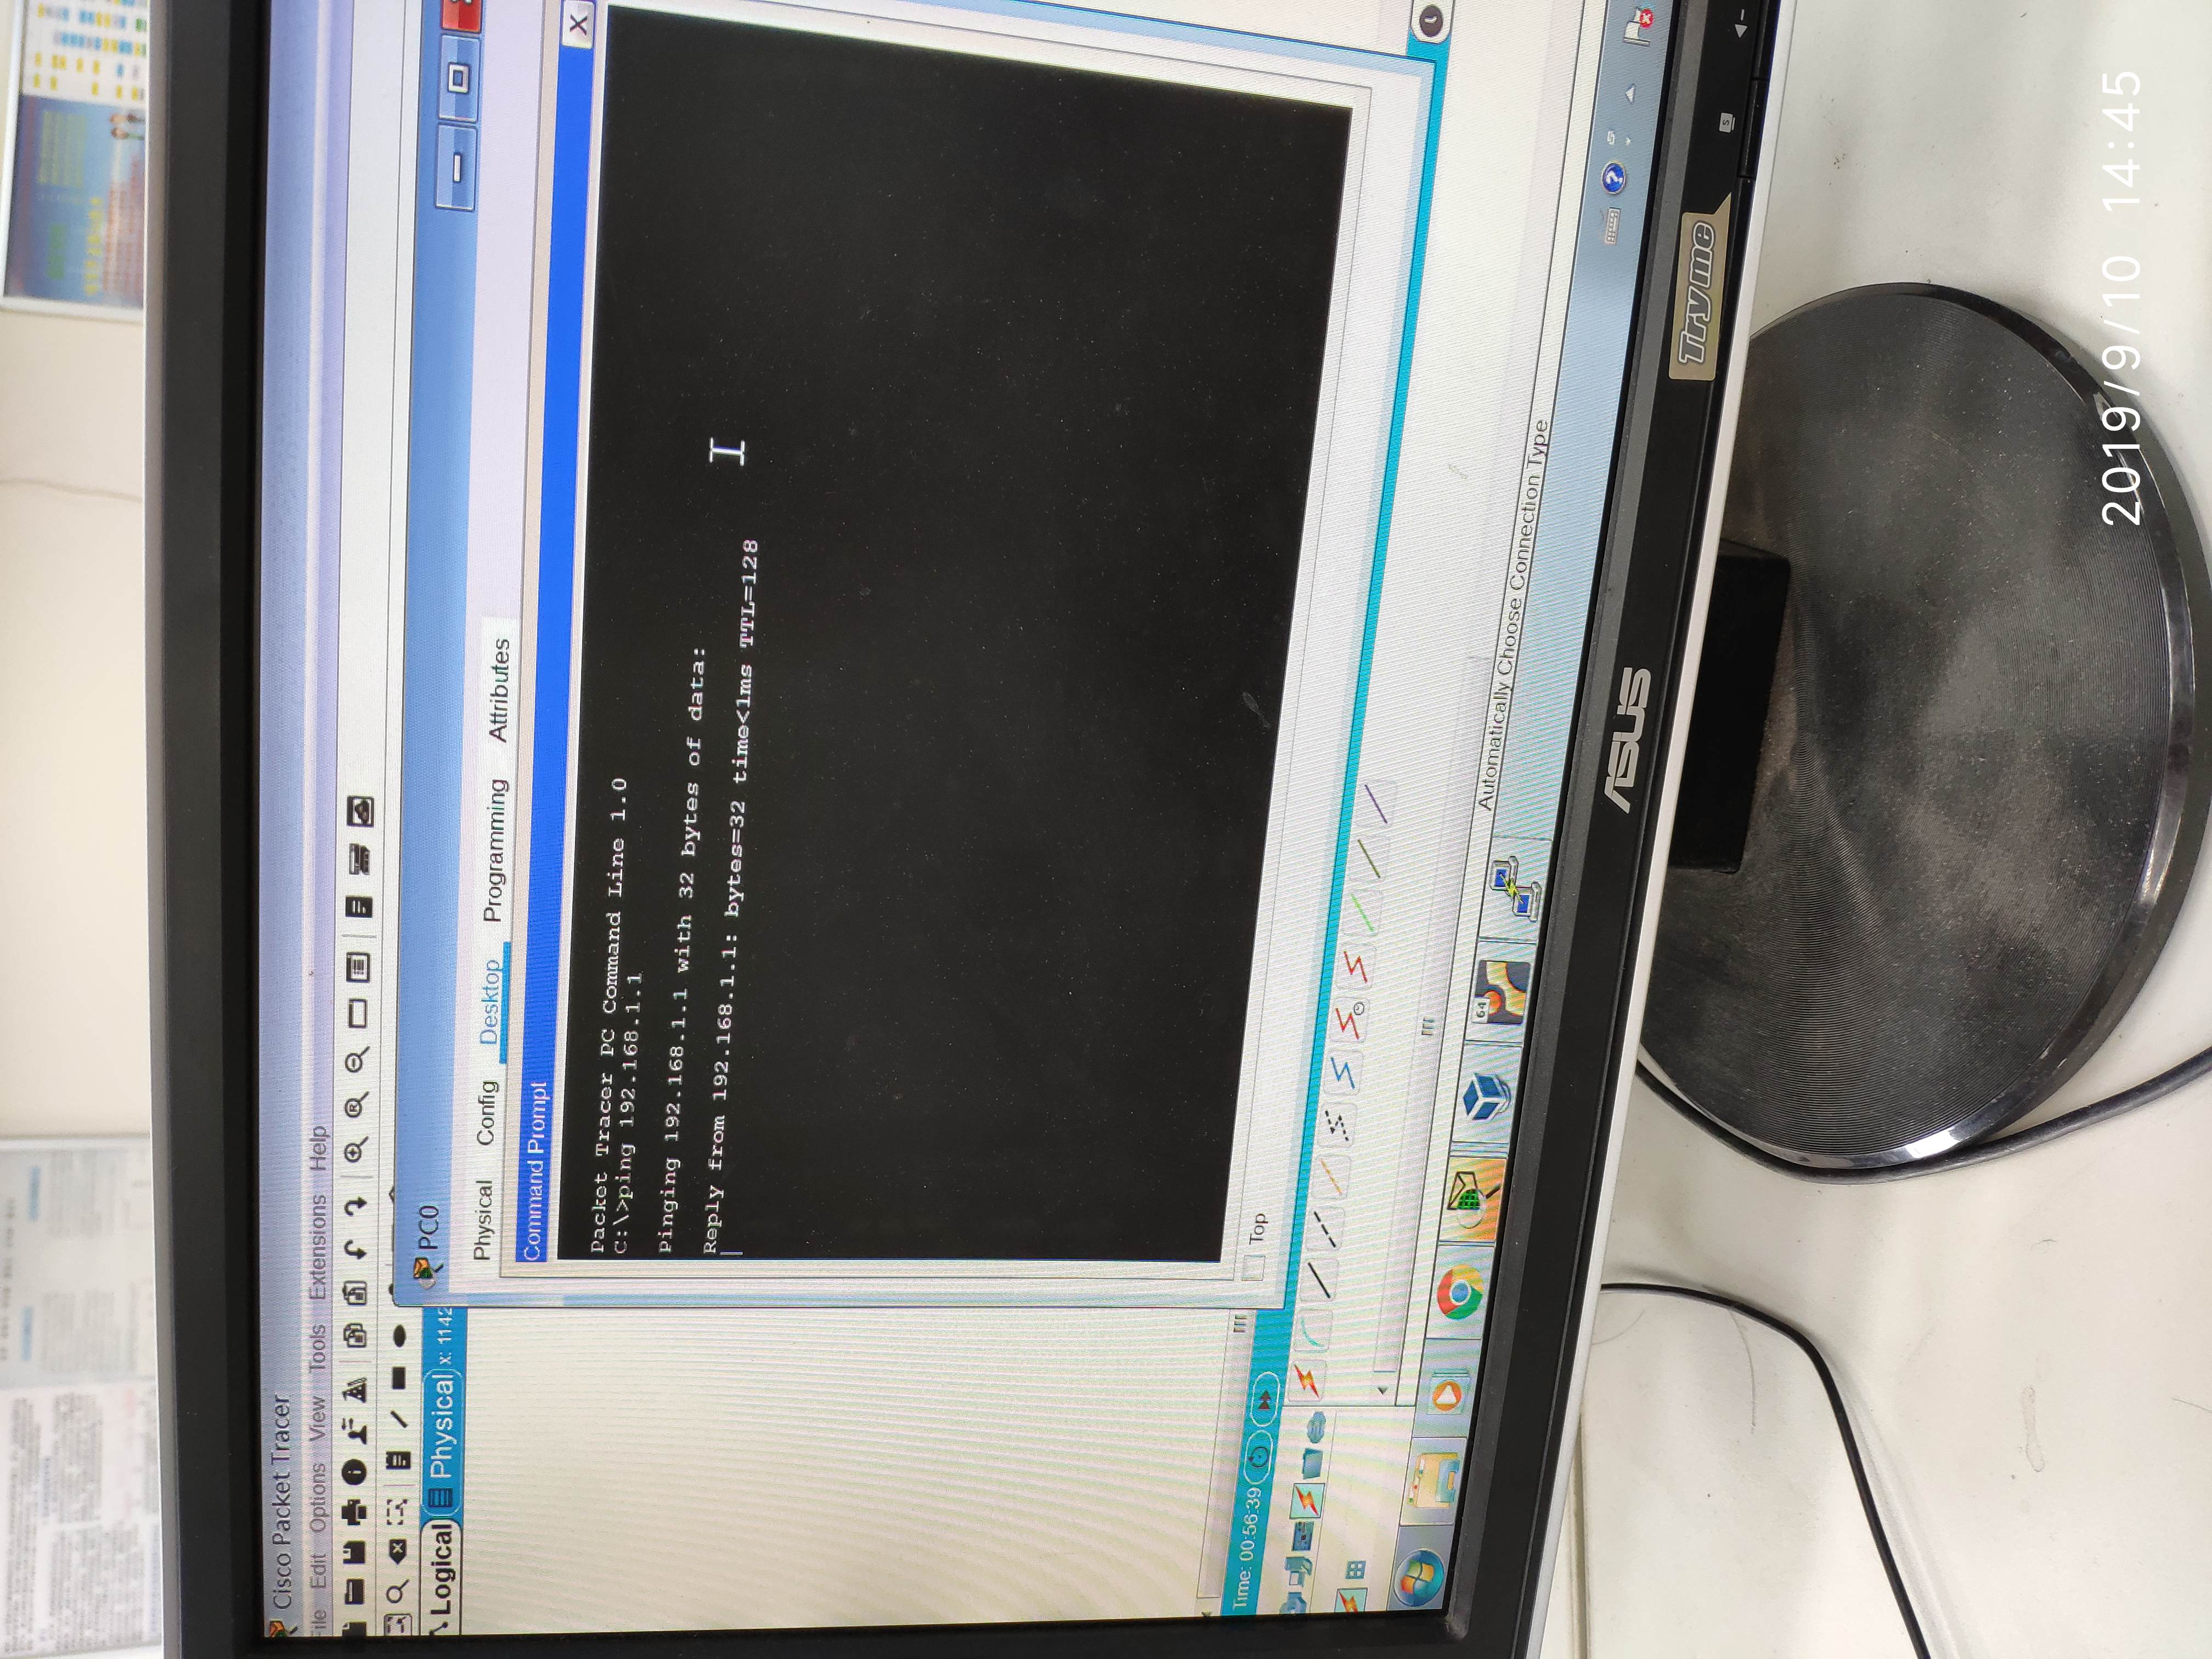 Cisco Packet Tracer
File Edit Options View Tools Extensions Help
Logical Physical x: 1142
PC0
Physical Config Desktop Programming Attributes
Command Prompt
X
Packet Tracer PC Command Line 1.0
C:\>ping 192.168.1.1
Pinging 192.168.1.1 with 32 bytes of data:
Reply from 192.168.1.1: bytes=32 time<1ms TTL=128
Top
Time: 00:56:39
64
Automatically Choose Connection Type
ASUS
Try me
S
2019/9/10 14:45